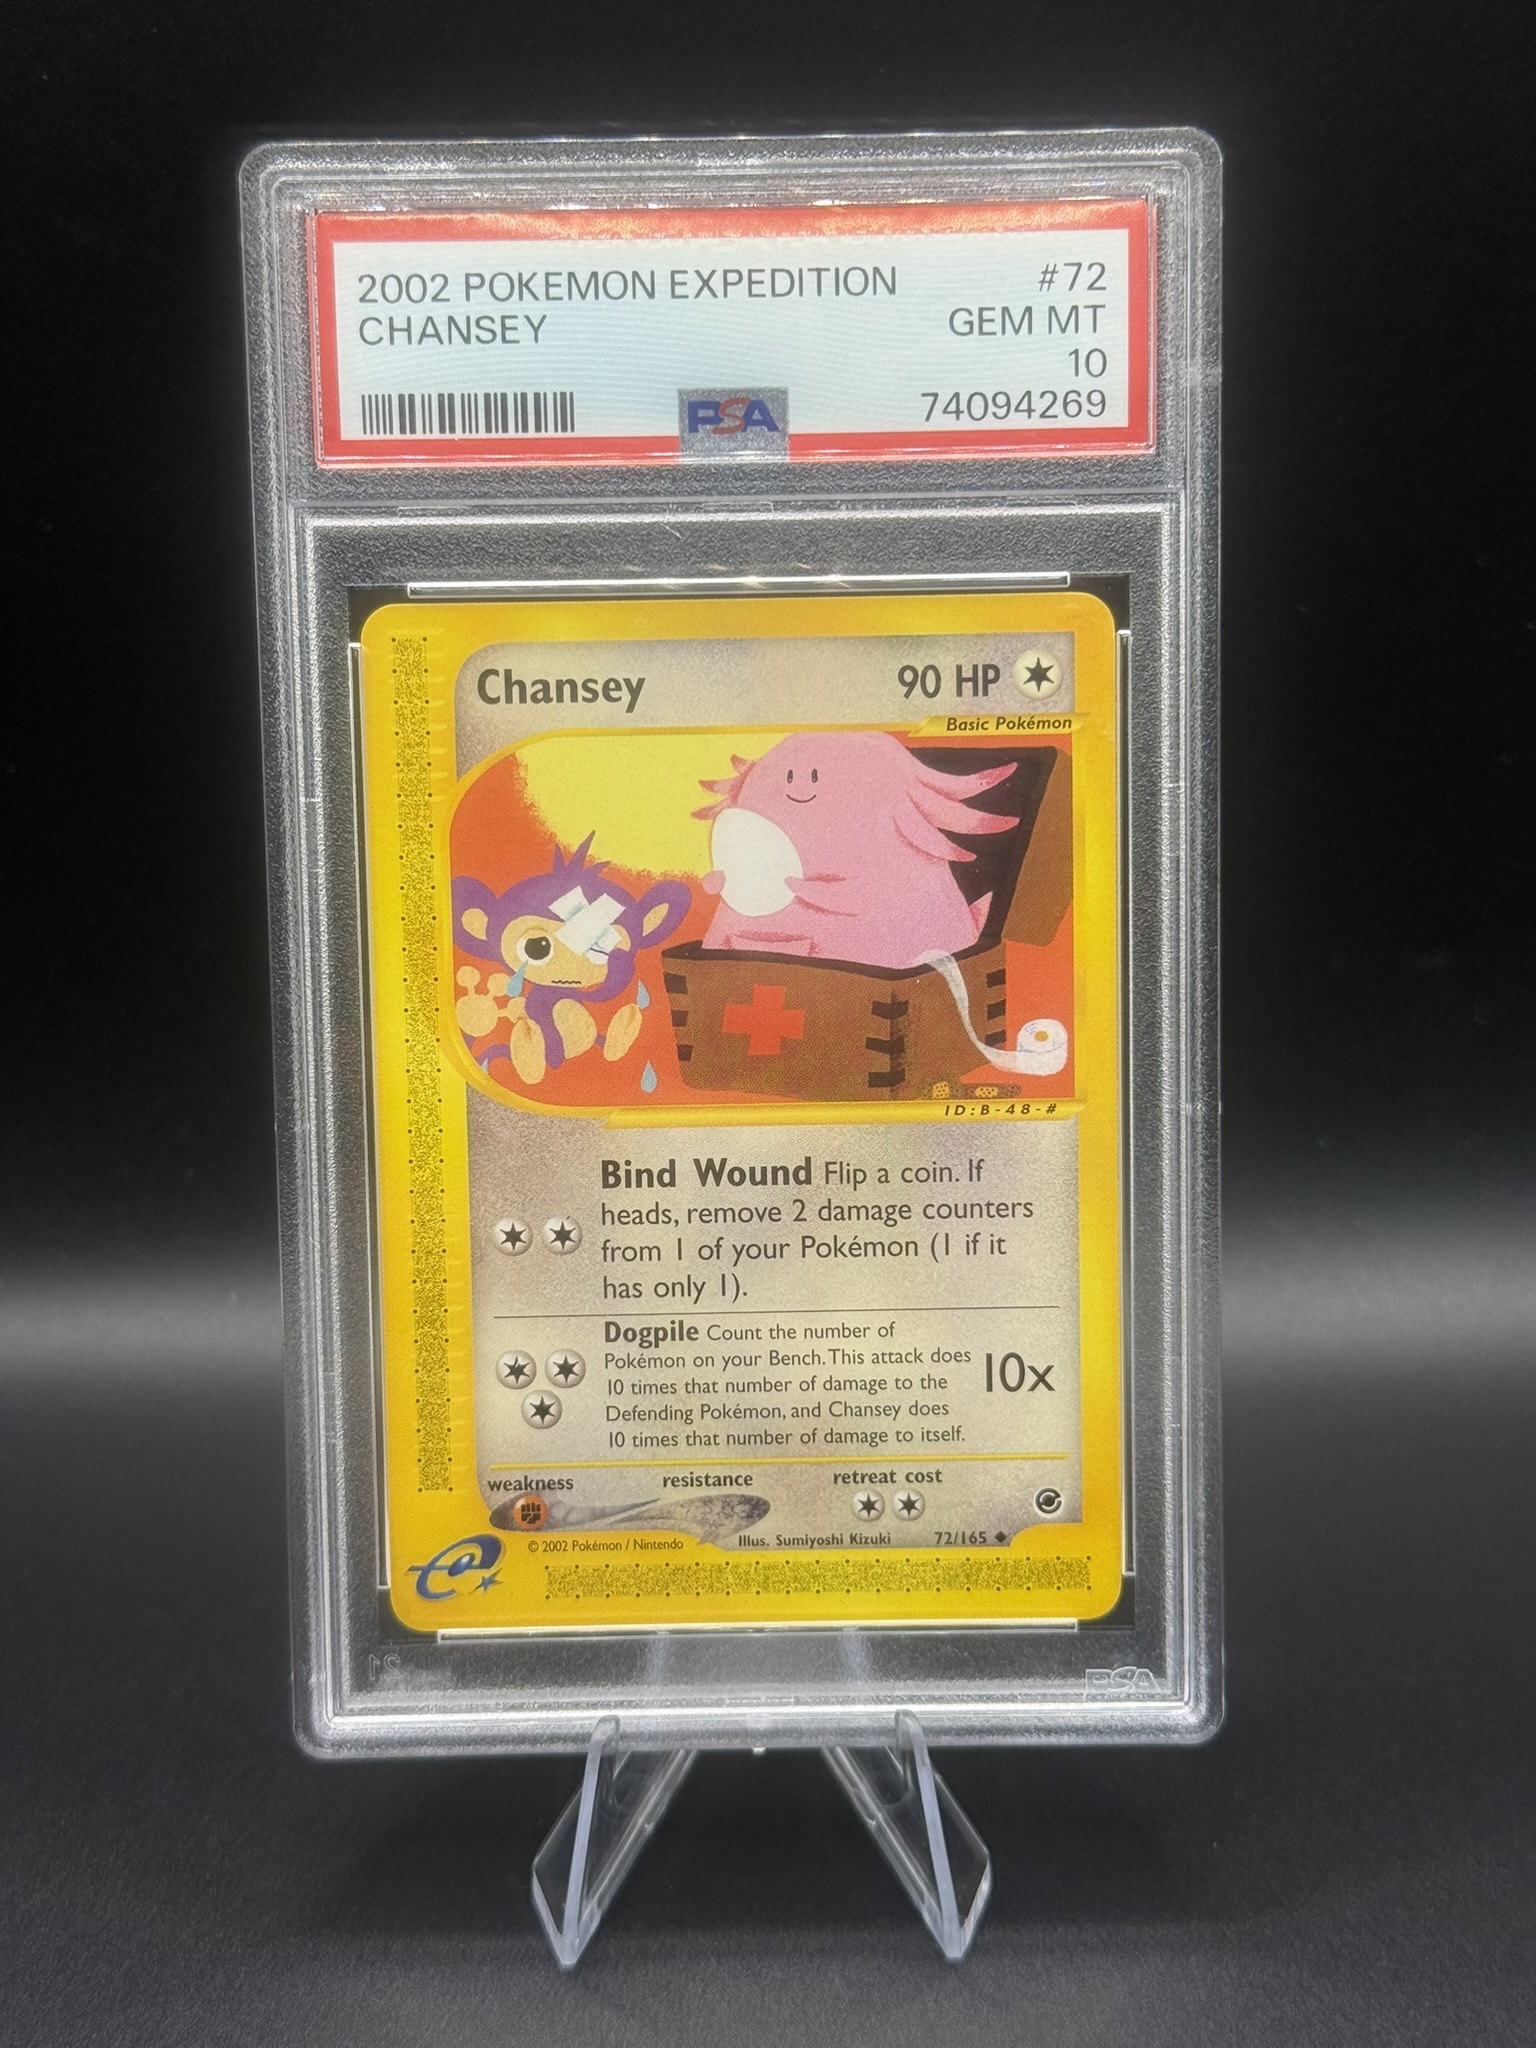 2002 POKEMON EXPEDITION #72
CHANSEY GEM MT
10
PSA 74094269
Chansey 90 HP
Basic Pokémon
ID:B-48-#
Bind Wound Flip a coin. If
heads, remove 2 damage counters
from 1 of your Pokémon (1 if it
has only 1).
Dogpile Count the number of
Pokémon on your Bench. This attack does
10 times that number of damage to the
Defending Pokémon, and Chansey does
10 times that number of damage to itself.
10x
weakness resistance retreat cost
© 2002 Pokémon / Nintendo Illus. Sumiyoshi Kizuki 72/165
e
PSA